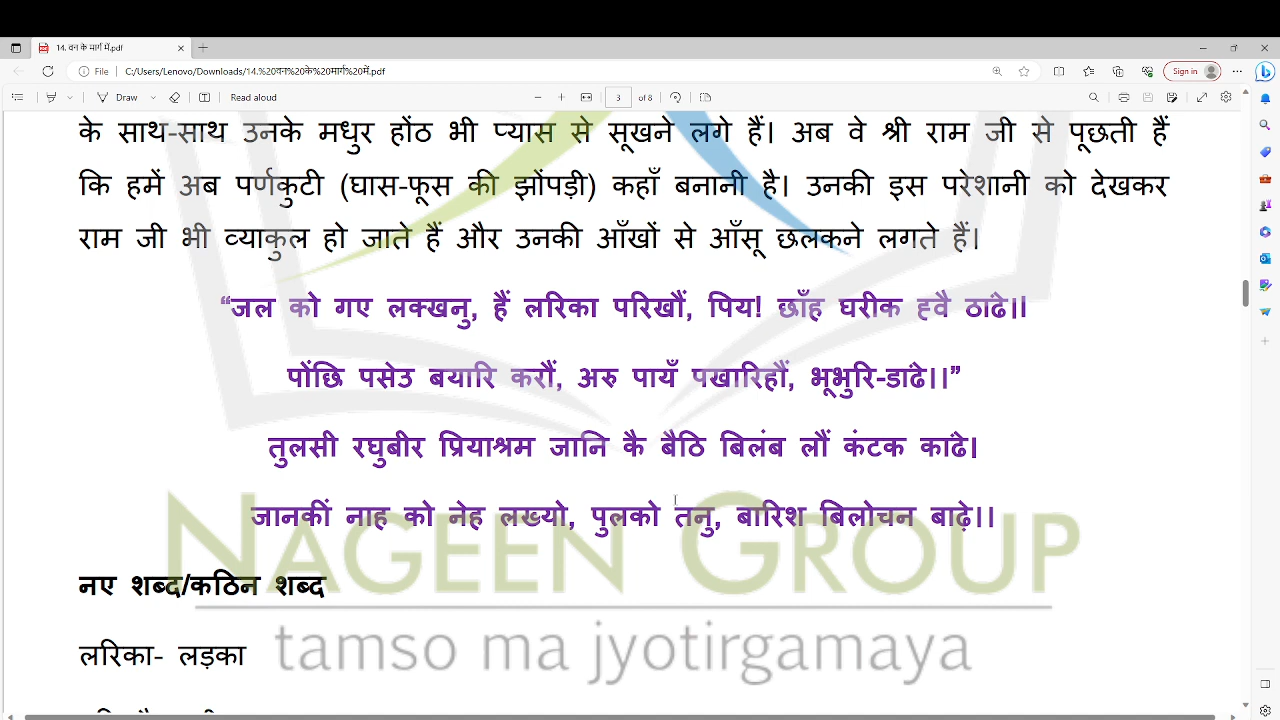 14. वन के मार्ग में.pdf
File C:/Users/Lenovo/Downloads/14.%20वन%20के%20मार्ग%20में.pdf Sign in
Draw Read aloud 3 of 8
के साथ-साथ उनके मधुर होंठ भी प्यास से सूखने लगे हैं। अब वे श्री राम जी से पूछती हैं
कि हमें अब पर्णकुटी (घास-फूस की झोंपड़ी) कहाँ बनानी है। उनकी इस परेशानी को देखकर
राम जी भी व्याकुल हो जाते हैं और उनकी आँखों से आँसू छलकने लगते हैं।
“जल को गए लक्खनु, हैं लरिका परिखौं, पिय! छाँह घरीक ह्वै ठाढे।।
पोंछि पसेउ बयारि करौं, अरु पायँ पखारिहौं, भूभुरि-डाढे।।”
तुलसी रघुबीर प्रियाश्रम जानि कै बैठि बिलंब लौं कंटक काढे।
जानकीं नाह को नेह लख्यो, पुलको तनु, बारिश बिलोचन बाढ़े।।
NAGEEN GROUP
नए शब्द/कठिन शब्द
tamso ma jyotirgamaya
लरिका- लड़का